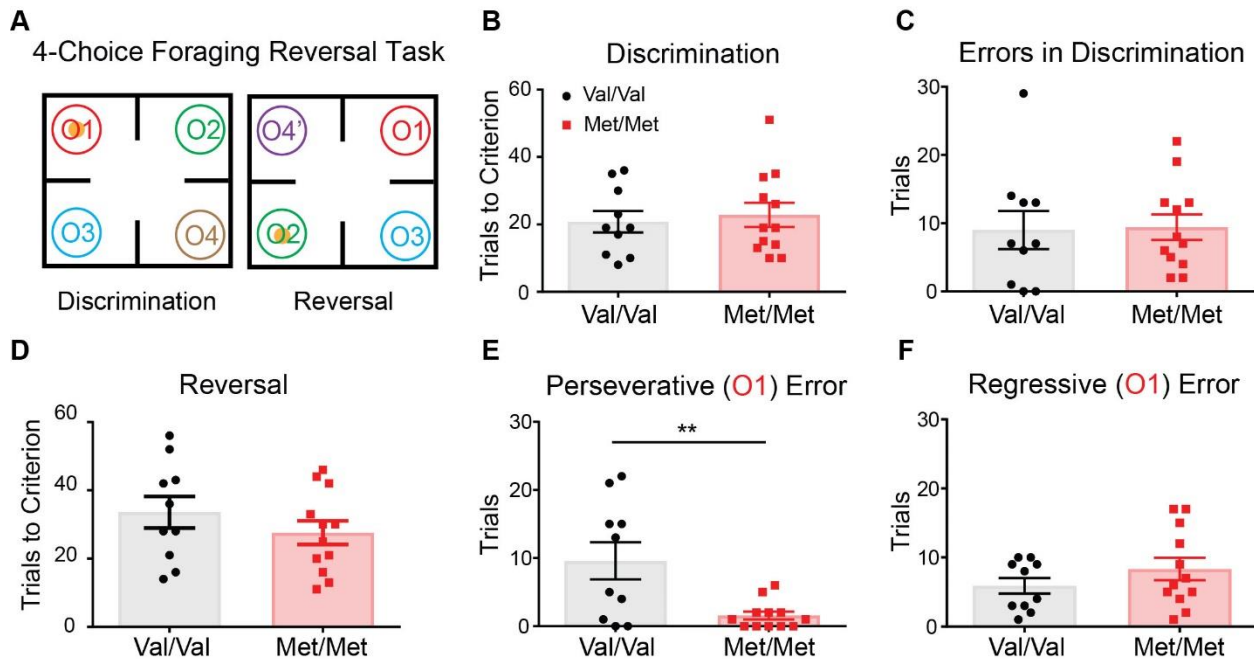 A
4-Choice Foraging Reversal Task
O1
O2
O3
O4
Discrimination
O4'
O1
O2
O3
Reversal
B
Discrimination
Val/Val
Met/Met
Trials to Criterion
60
40
20
0
Val/Val
Met/Met
C
Errors in Discrimination
Trials
30
20
10
0
Val/Val
Met/Met
D
Reversal
Trials to Criterion
60
40
20
0
Val/Val
Met/Met
E
Perseverative (O1) Error
**
Trials
30
20
10
0
Val/Val
Met/Met
F
Regressive (O1) Error
Trials
30
20
10
0
Val/Val
Met/Met